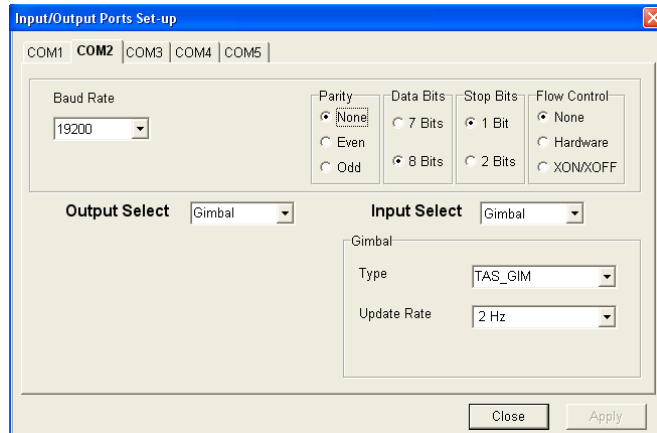 Input/Output Ports Set-up
COM1 COM2 COM3 COM4 COM5
Baud Rate
19200
Parity
None
Even
Odd
Data Bits
7 Bits
8 Bits
Stop Bits
1 Bit
2 Bits
Flow Control
None
Hardware
XON/XOFF
Output Select Gimbal
Input Select Gimbal
Gimbal
Type TAS_GIM
Update Rate 2 Hz
Close Apply